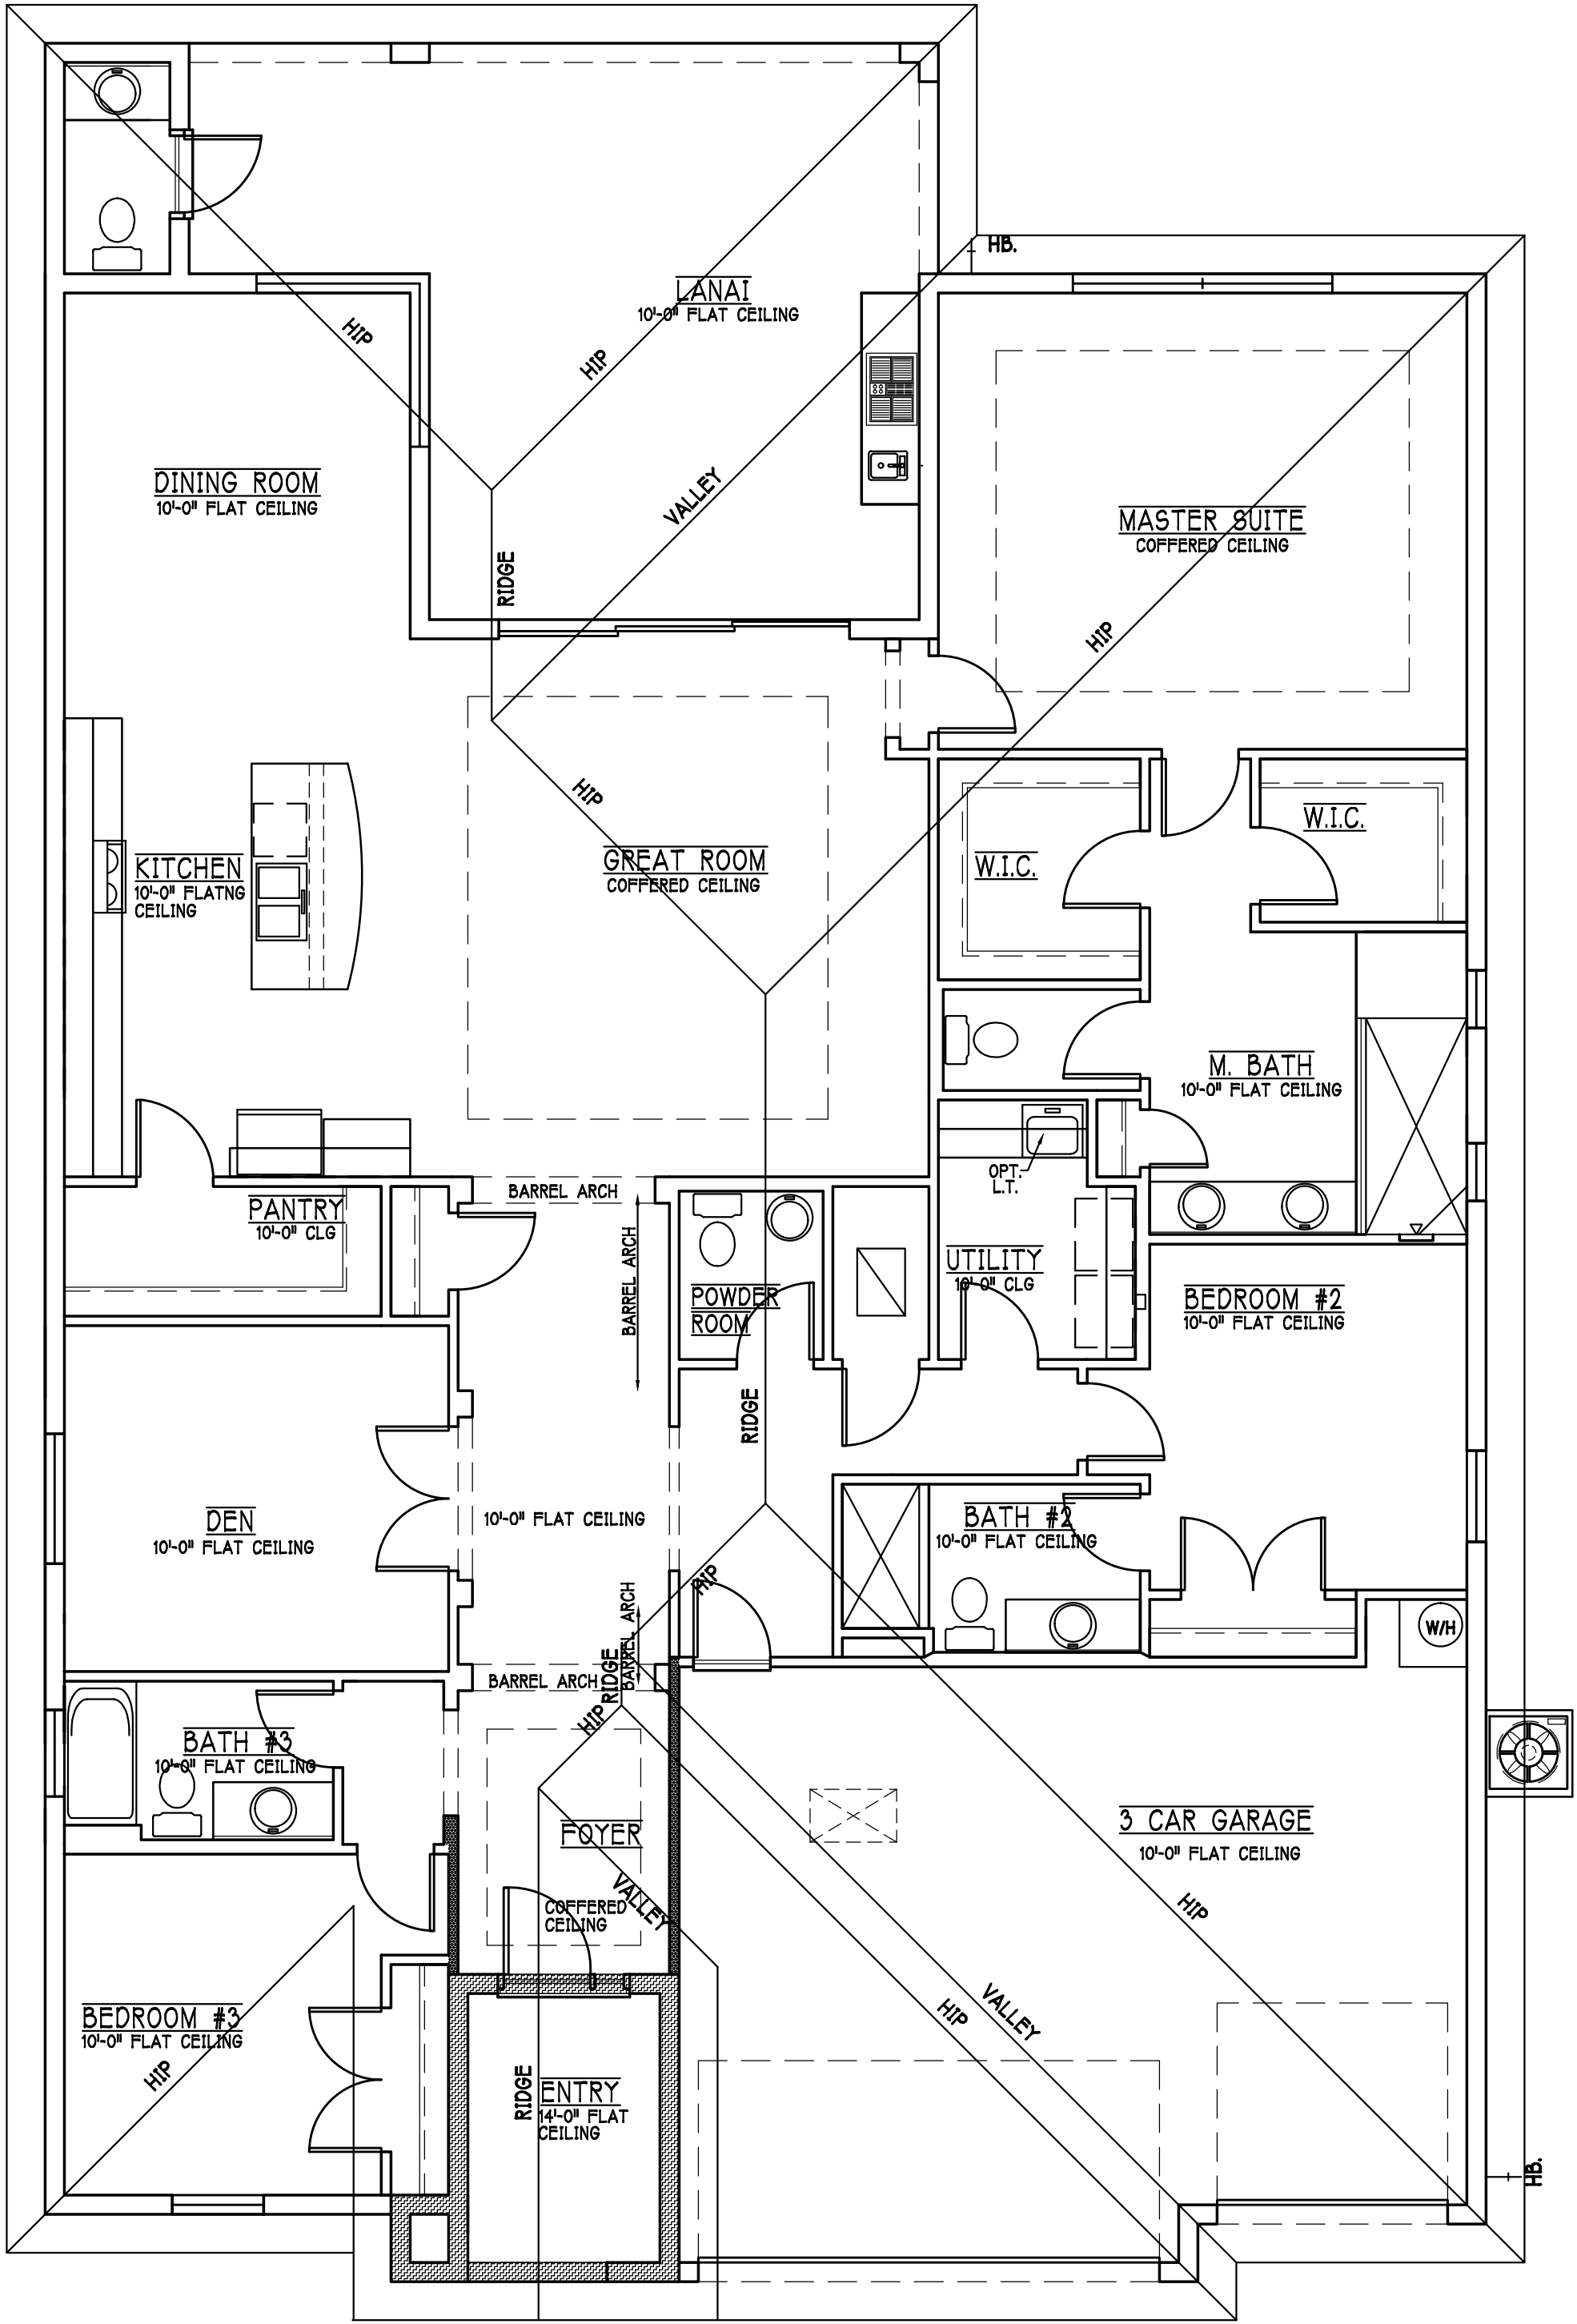 HB.
LANAI
10'-0" FLAT CEILING
HIP
HIP
DINING ROOM
10'-0" FLAT CEILING
VALLEY
MASTER SUITE
COFFERED CEILING
RIDGE
HIP
HIP
W.I.C.
KITCHEN
10'-0" FLATNG
CEILING
GREAT ROOM
COFFERED CEILING
W.I.C.
M. BATH
10'-0" FLAT CEILING
OPT.
L.T.
BARREL ARCH
PANTRY
10'-0" CLG
BARREL ARCH
POWDER
ROOM
UTILITY
10'-0" CLG
BEDROOM #2
10'-0" FLAT CEILING
RIDGE
DEN
10'-0" FLAT CEILING
10'-0" FLAT CEILING
BATH #2
10'-0" FLAT CEILING
HIP
BARREL ARCH
W/H
RIDGE
BARREL ARCH
HIP
BATH #3
10'-0" FLAT CEILING
FOYER
COFFERED
CEILING
VALLEY
3 CAR GARAGE
10'-0" FLAT CEILING
HIP
BEDROOM #3
10'-0" FLAT CEILING
HIP
HIP
VALLEY
RIDGE
ENTRY
14'-0" FLAT
CEILING
HB.